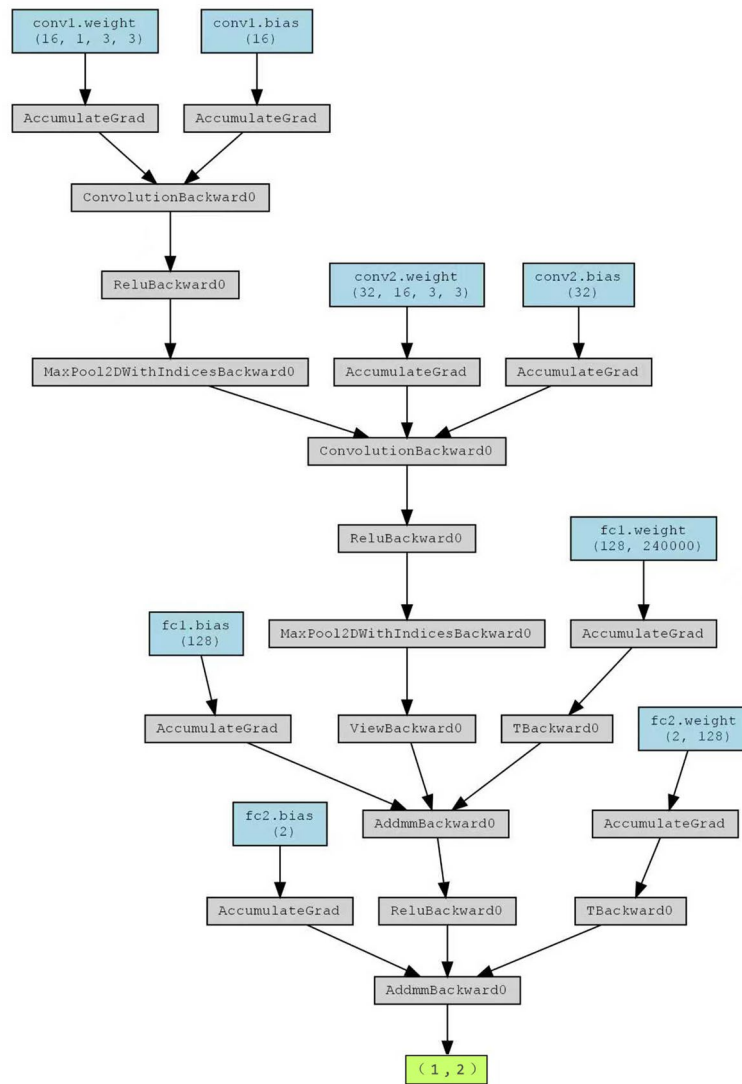 conv1.weight
(16, 1, 3, 3)
conv1.bias
(16)
AccumulateGrad
AccumulateGrad
ConvolutionBackward0
ReluBackward0
conv2.weight
(32, 16, 3, 3)
conv2.bias
(32)
MaxPool2DWithIndicesBackward0
AccumulateGrad
AccumulateGrad
ConvolutionBackward0
ReluBackward0
fc1.weight
(128, 240000)
fc1.bias
(128)
MaxPool2DWithIndicesBackward0
AccumulateGrad
AccumulateGrad
ViewBackward0
TBackward0
fc2.weight
(2, 128)
fc2.bias
(2)
AddmmBackward0
AccumulateGrad
AccumulateGrad
ReluBackward0
TBackward0
AddmmBackward0
(1,2)